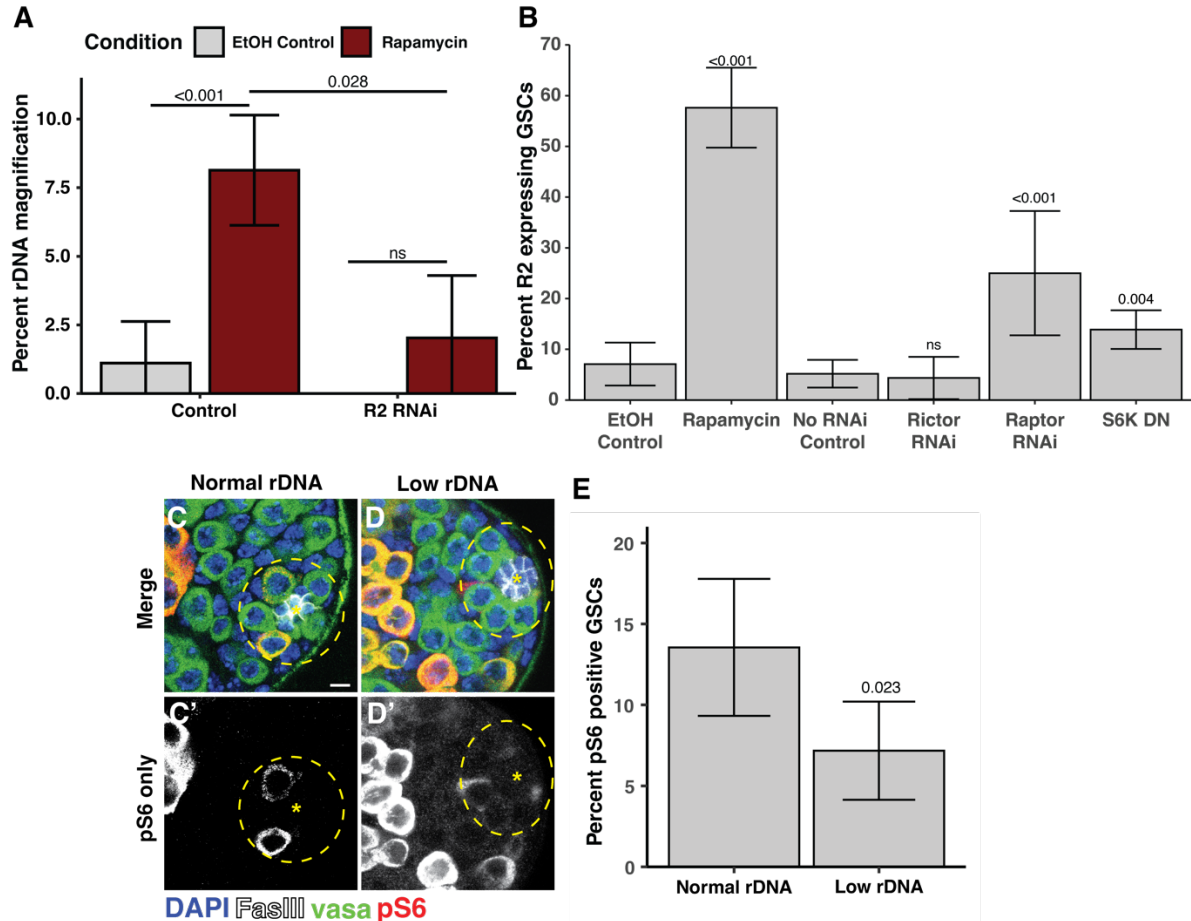 A
Condition EtOH Control Rapamycin
Percent rDNA magnification
10.0
7.5
5.0
2.5
0.0
<0.001
0.028
ns
Control R2 RNAi
B
Percent R2 expressing GSCs
70
60
50
40
30
20
10
0
<0.001
ns
<0.001
0.004
EtOH Control
Rapamycin
No RNAi Control
Rictor RNAi
Raptor RNAi
S6K DN
Normal rDNA Low rDNA
Merge
C D
*
*
pS6 only
C' D'
*
*
DAPI FasIII vasa pS6
E
Percent pS6 positive GSCs
20
15
10
5
0
0.023
Normal rDNA Low rDNA